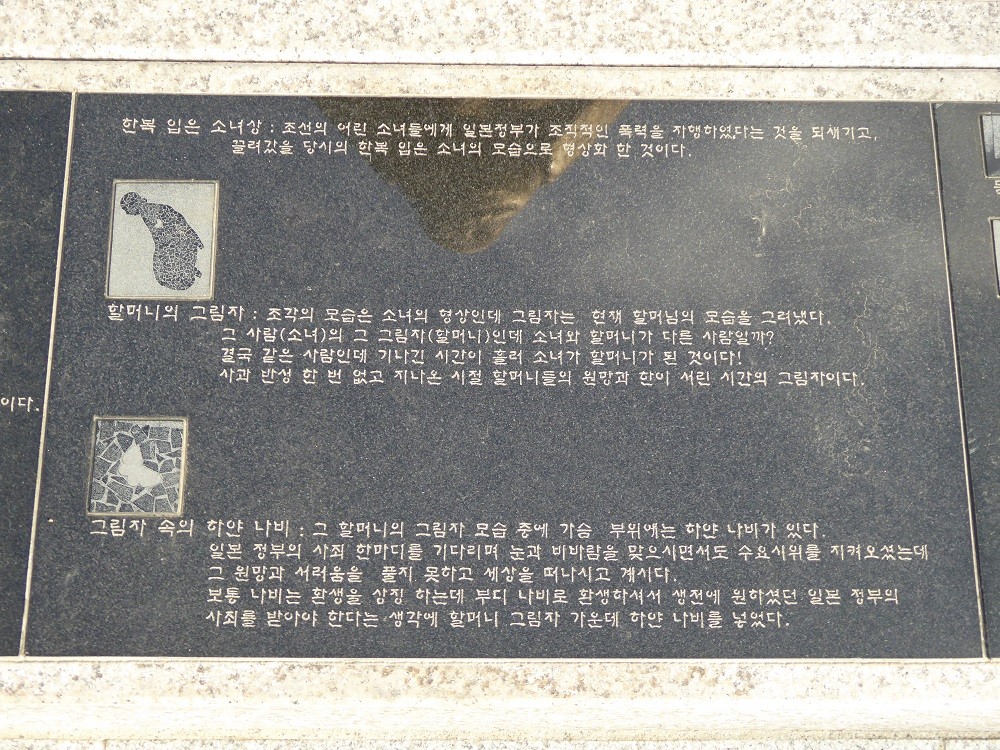 한복 입은 소녀상 : 조선의 어린 소녀들에게 일본정부가 조직적인 폭력을 자행하였다는 것을 되새기고,
끌려갔을 당시의 한복 입은 소녀의 모습으로 형상화 한 것이다.
할머니의 그림자 : 조각의 모습은 소녀의 형상인데 그림자는 현재 할머님의 모습을 그려냈다.
그 사람(소녀)의 그 그림자(할머니)인데 소녀와 할머니가 다른 사람일까?
결국 같은 사람인데 기나긴 시간이 흘러 소녀가 할머니가 된 것이다!
사과 반성 한 번 없고 지나온 시절 할머니들의 원망과 한이 서린 시간의 그림자이다.
이다.
그림자 속의 하얀 나비 : 그 할머니의 그림자 모습 중에 가슴 부위에는 하얀 나비가 있다.
일본 정부의 사죄 한마디를 기다리며 눈과 비바람을 맞으시면서도 수요시위를 지켜오셨는데
그 원망과 서러움을 풀지 못하고 세상을 떠나시고 계시다.
보통 나비는 환생을 상징 하는데 부디 나비로 환생하셔서 생전에 원하셨던 일본 정부의
사죄를 받아야 한다는 생각에 할머니 그림자 가운데 하얀 나비를 넣었다.